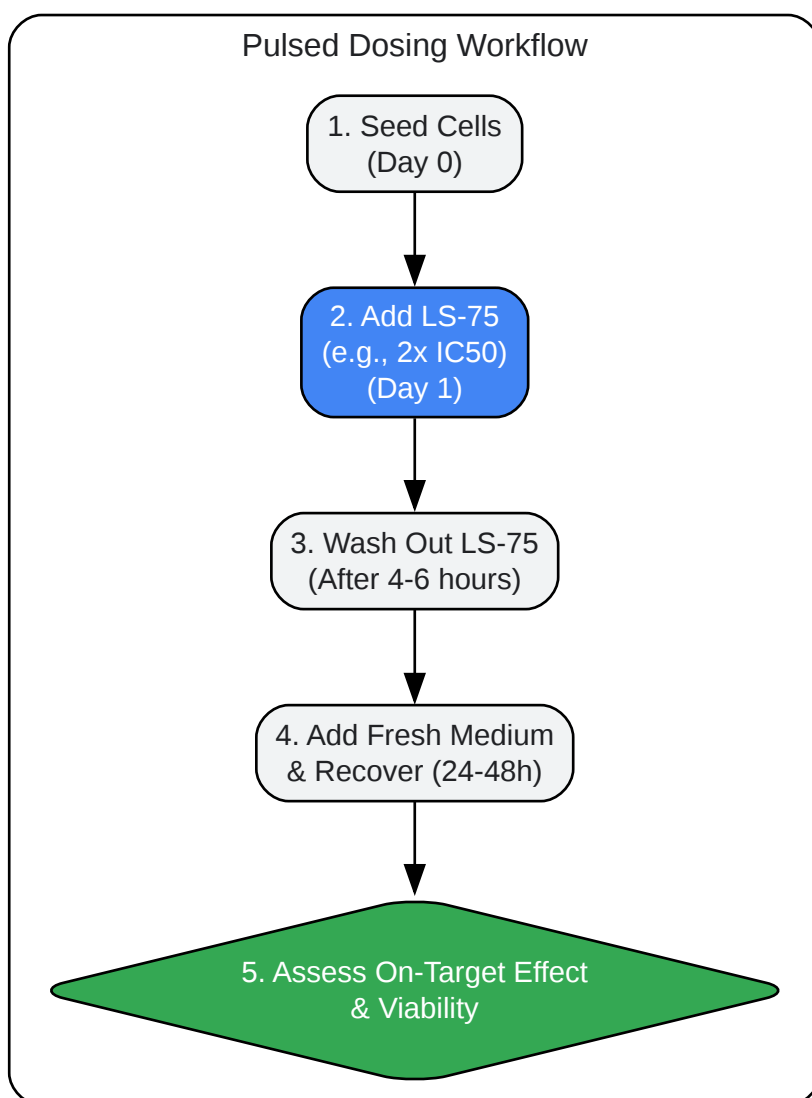 Pulsed Dosing Workflow
1. Seed Cells
(Day 0)
2. Add LS-75
(e.g., 2x IC50)
(Day 1)
3. Wash Out LS-75
(After 4-6 hours)
4. Add Fresh Medium
& Recover (24-48h)
5. Assess On-Target Effect
& Viability